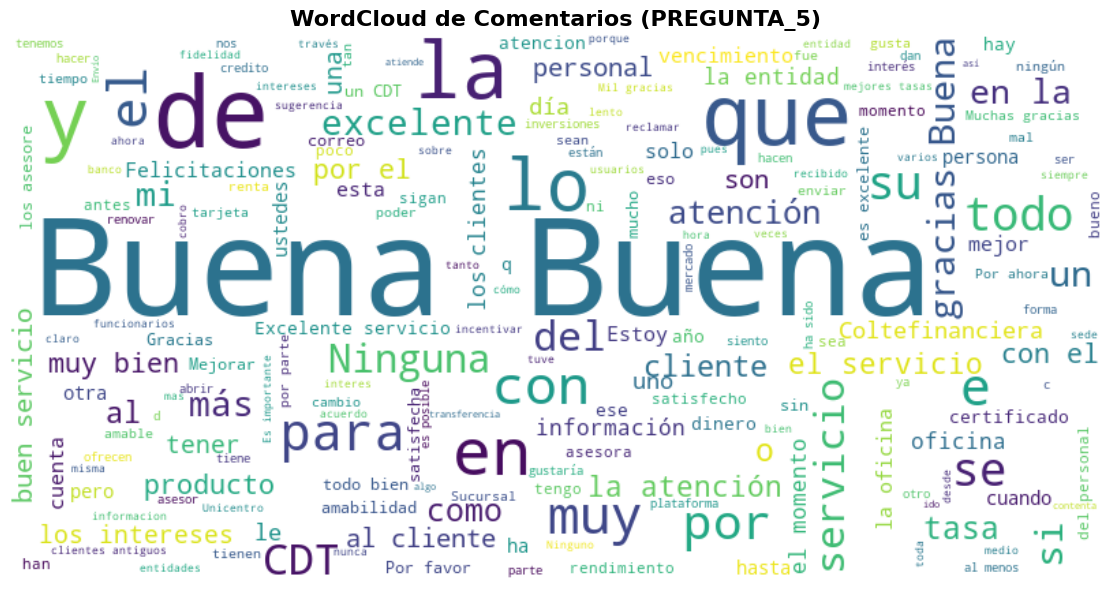 WordCloud de Comentarios (PREGUNTA_5)
tenemos
hacer
fidelidad
Envio
tiempo
nos
credito
intereses
través
tan
una
un CDT
sugerencia
atiende
la
atencion
porque
personal
Mil gracias
vencimiento
la entidad
entidad
fue
gusta
interés
dan
mejores tasas
hay
ningún
así
y
el
de
ahora
excelente
correo
poco
por el
sobre
día
inversiones
lento
sean
están
reclamar
solo
que
pues
hacen
momento
Muchas gracias
en la
mal
los asesore
banco
Felicitaciones
mi
renta
esta
antes
renovar
cobro
tarjeta
ustedes
sigan
poder
los clientes
lo
ni
eso
usuarios
mucho
son
recibido
enviar
atención
hora
veces
es excelente
varios
su
persona
ser
siempre
todo
bueno
gracias Buena
mejor
Buena
Buena
tanto
q
cómo
mercado
Por ahora
un
forma
funcionarios
claro
Gracias
Excelente servicio
incentivar
del
Estoy
año
siento
ha sido
sea
Coltefinanciera
sede
con el
buen servicio
muy bien
Mejorar
por parte
Ninguna
interes
con
cliente
uno
el servicio
ya
c
e
otra
abrir
mas
más
al
d
amable
Es importante
cambio
acuerdo
para
es posible
satisfecha
transferencia
ese
satisfecho
información
dinero
sin
bien
o
servicio
certificado
oficina
la oficina
del personal
cuenta
tener
ofrecen
tiene
misma
pero
asesor
producto
en
asesora
gustaría
todo bien
algo
Sucursal
tengo
la atención
plataforma
el momento
otro
desde
se
cuando
ido
contenta
informacion
Unicentro
amabilidad
como
muy
por
tasa
si
los intereses
le
al cliente
ha
Ninguno
han
clientes antiguos
tienen
entidades
CDT
nunca
Por favor
parte
rendimiento
hasta
toda
medio
al menos